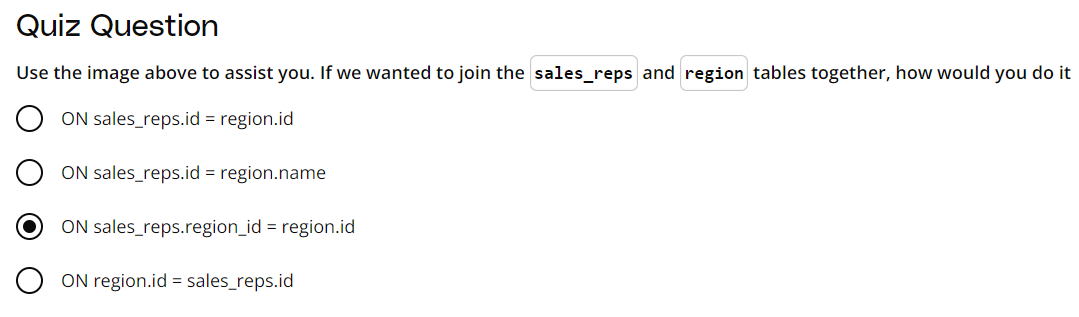 Quiz Question
Use the image above to assist you. If we wanted to join the sales_reps and region tables together, how would you do it
ON sales_reps.id = region.id
ON sales_reps.id = region.name
ON sales_reps.region_id = region.id
ON region.id = sales_reps.id